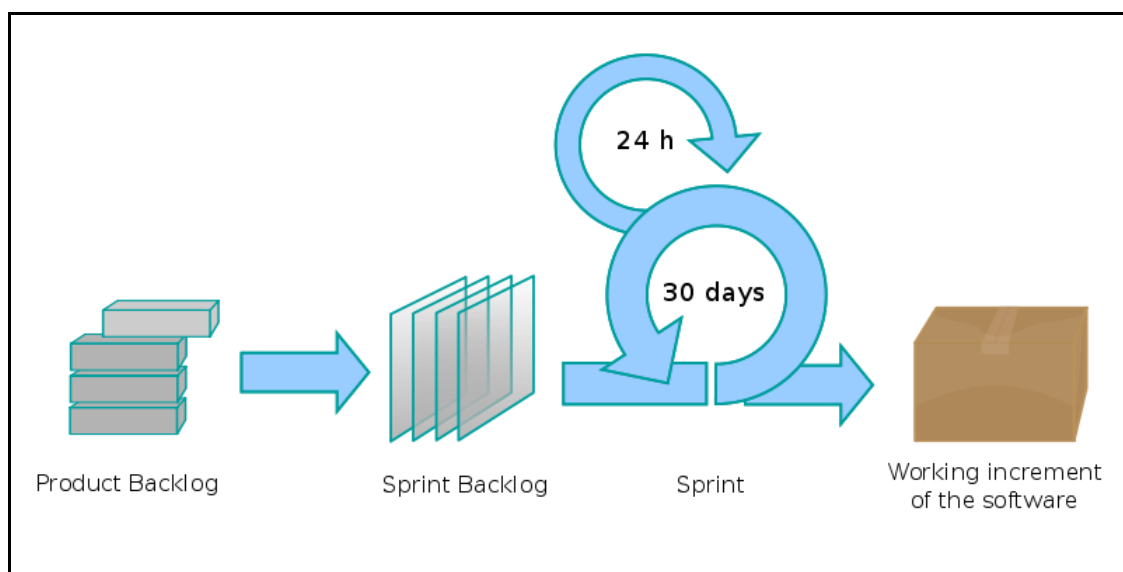 24 h
30 days
Product Backlog
Sprint Backlog
Sprint
Working increment
of the software